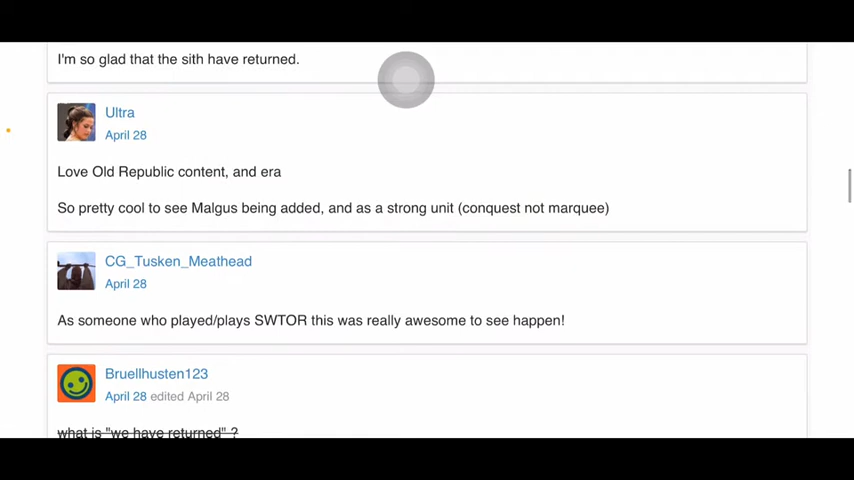 I'm so glad that the sith have returned.
Ultra
April 28
Love Old Republic content, and era
So pretty cool to see Malgus being added, and as a strong unit (conquest not marquee)
CG_Tusken_Meathead
April 28
As someone who played/plays SWTOR this was really awesome to see happen!
Bruellhusten123
April 28 edited April 28
what is "we have returned" ?